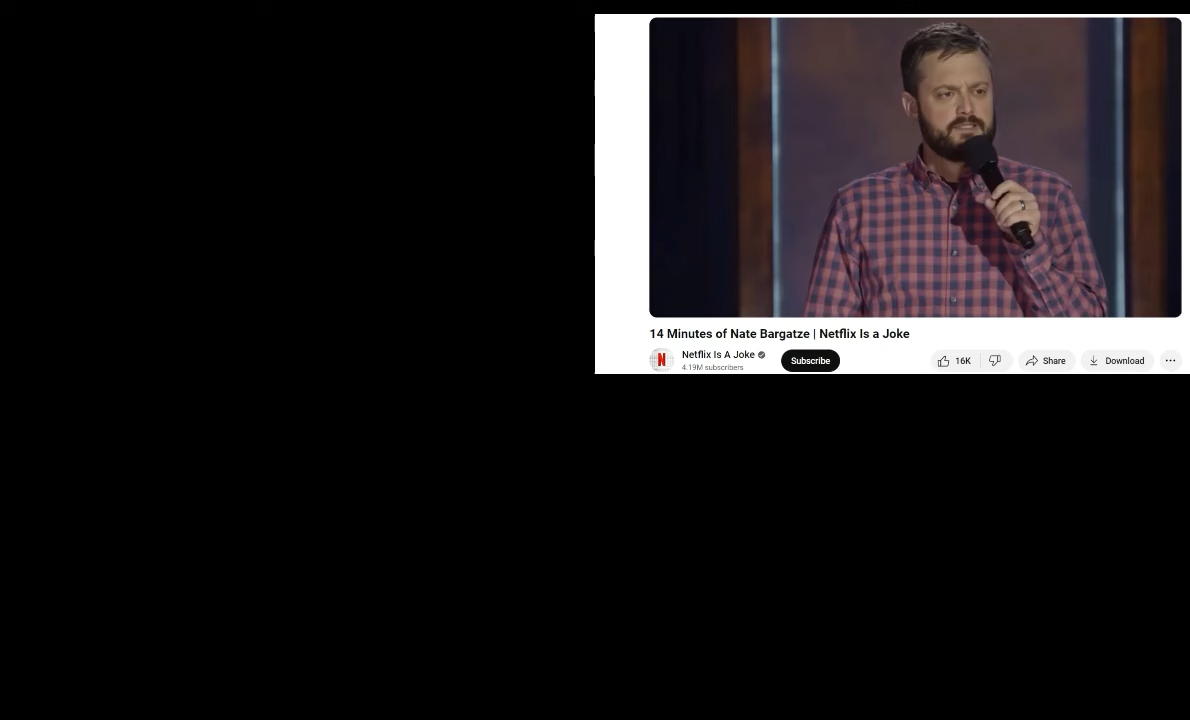 14 Minutes of Nate Bargatze | Netflix Is a Joke
Netflix Is A Joke
4.19M subscribers
Subscribe
16K
Share
Download